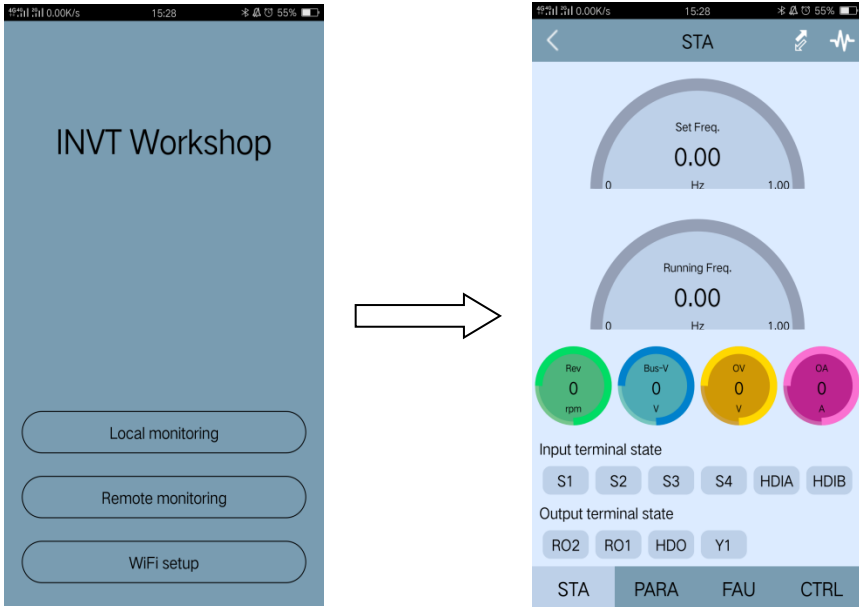 0.00K/s 15:28 55%
INVT Workshop
Local monitoring
Remote monitoring
WiFi setup
0.00K/s 15:28 55%
STA
Set Freq.
0.00
0 Hz 1.00
Running Freq.
0.00
0 Hz 1.00
Rev Bus-V OV OA
0 0 0 0
rpm V V A
Input terminal state
S1 S2 S3 S4 HDIA HDIB
Output terminal state
RO2 RO1 HDO Y1
STA PARA FAU CTRL